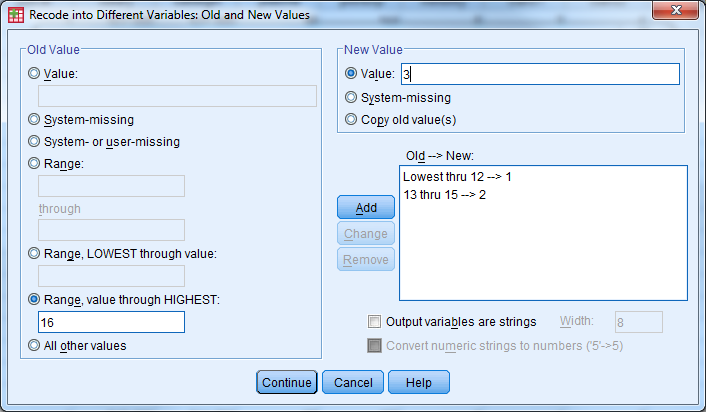 Recode into Different Variables: Old and New Values
Old Value
Value:
System-missing
System- or user-missing
Range:
through
Range, LOWEST through value:
Range, value through HIGHEST:
16
All other values
New Value
Value: 3
System-missing
Copy old value(s)
Old --> New:
Lowest thru 12 --> 1
13 thru 15 --> 2
Add
Change
Remove
Output variables are strings Width: 8
Convert numeric strings to numbers ('5'->5)
Continue Cancel Help